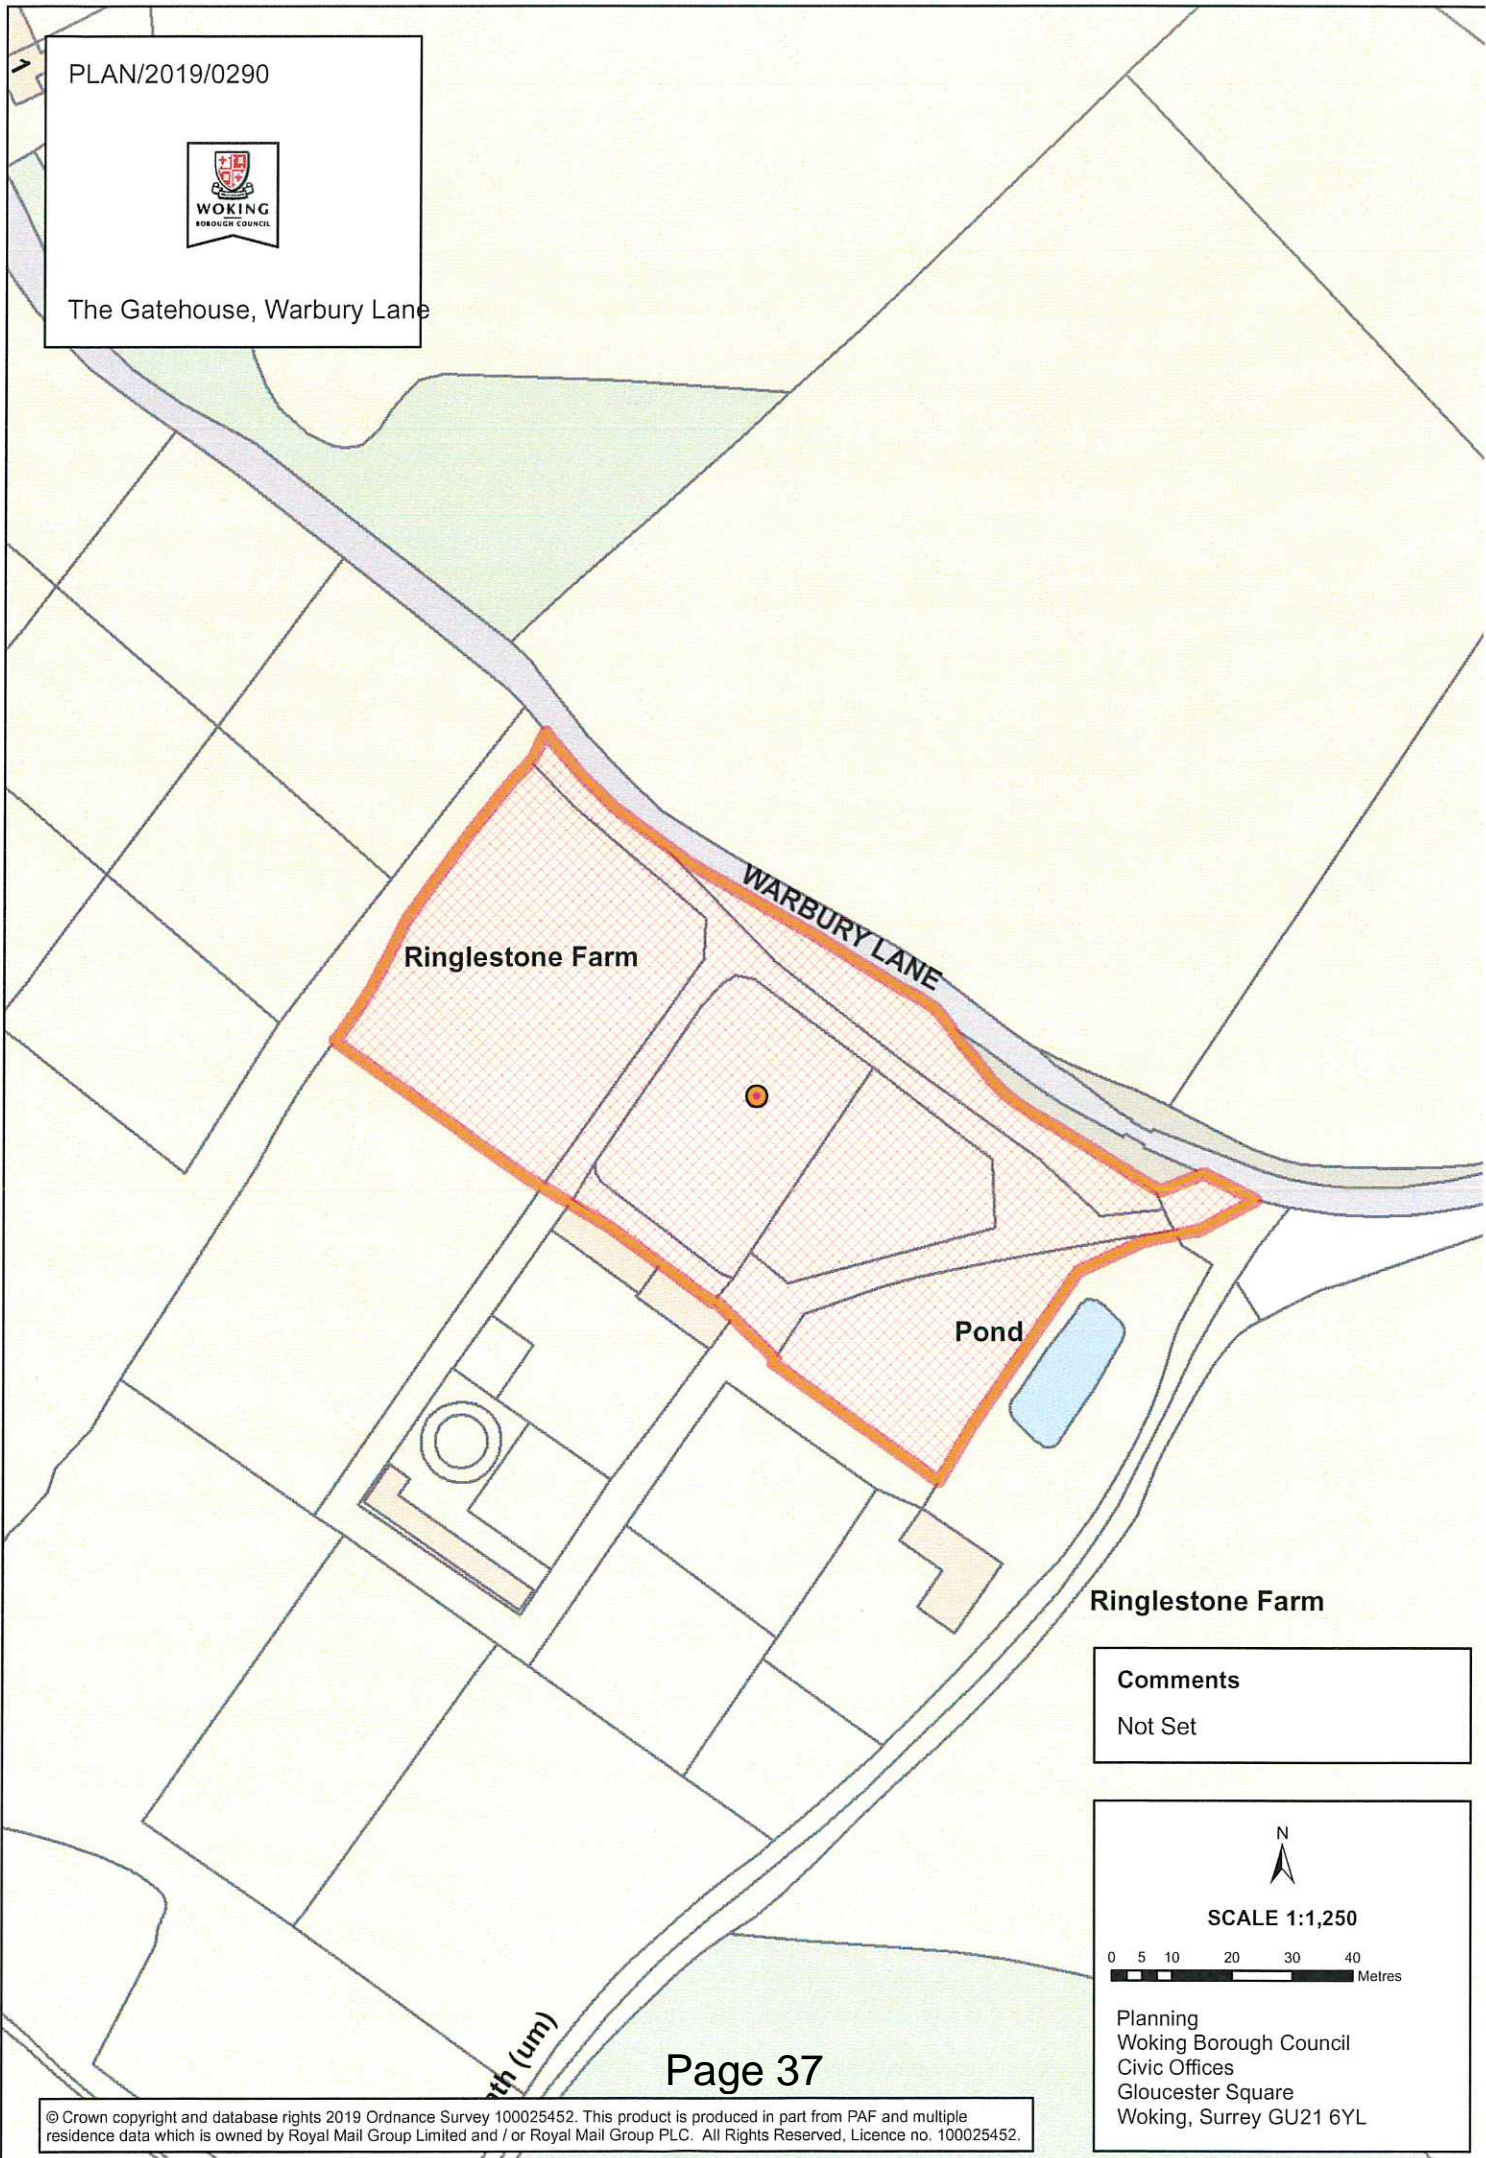 1
PLAN/2019/0290
WOKING
BOROUGH COUNCIL
The Gatehouse, Warbury Lane
WARBURY LANE
Ringlestone Farm
Pond
Ringlestone Farm
Comments
Not Set
N
SCALE 1:1,250
0 5 10 20 30 40
Metres
Planning
Woking Borough Council
Civic Offices
Gloucester Square
Woking, Surrey GU21 6YL
ath (um)
Page 37
© Crown copyright and database rights 2019 Ordnance Survey 100025452. This product is produced in part from PAF and multiple
residence data which is owned by Royal Mail Group Limited and / or Royal Mail Group PLC. All Rights Reserved, Licence no. 100025452.